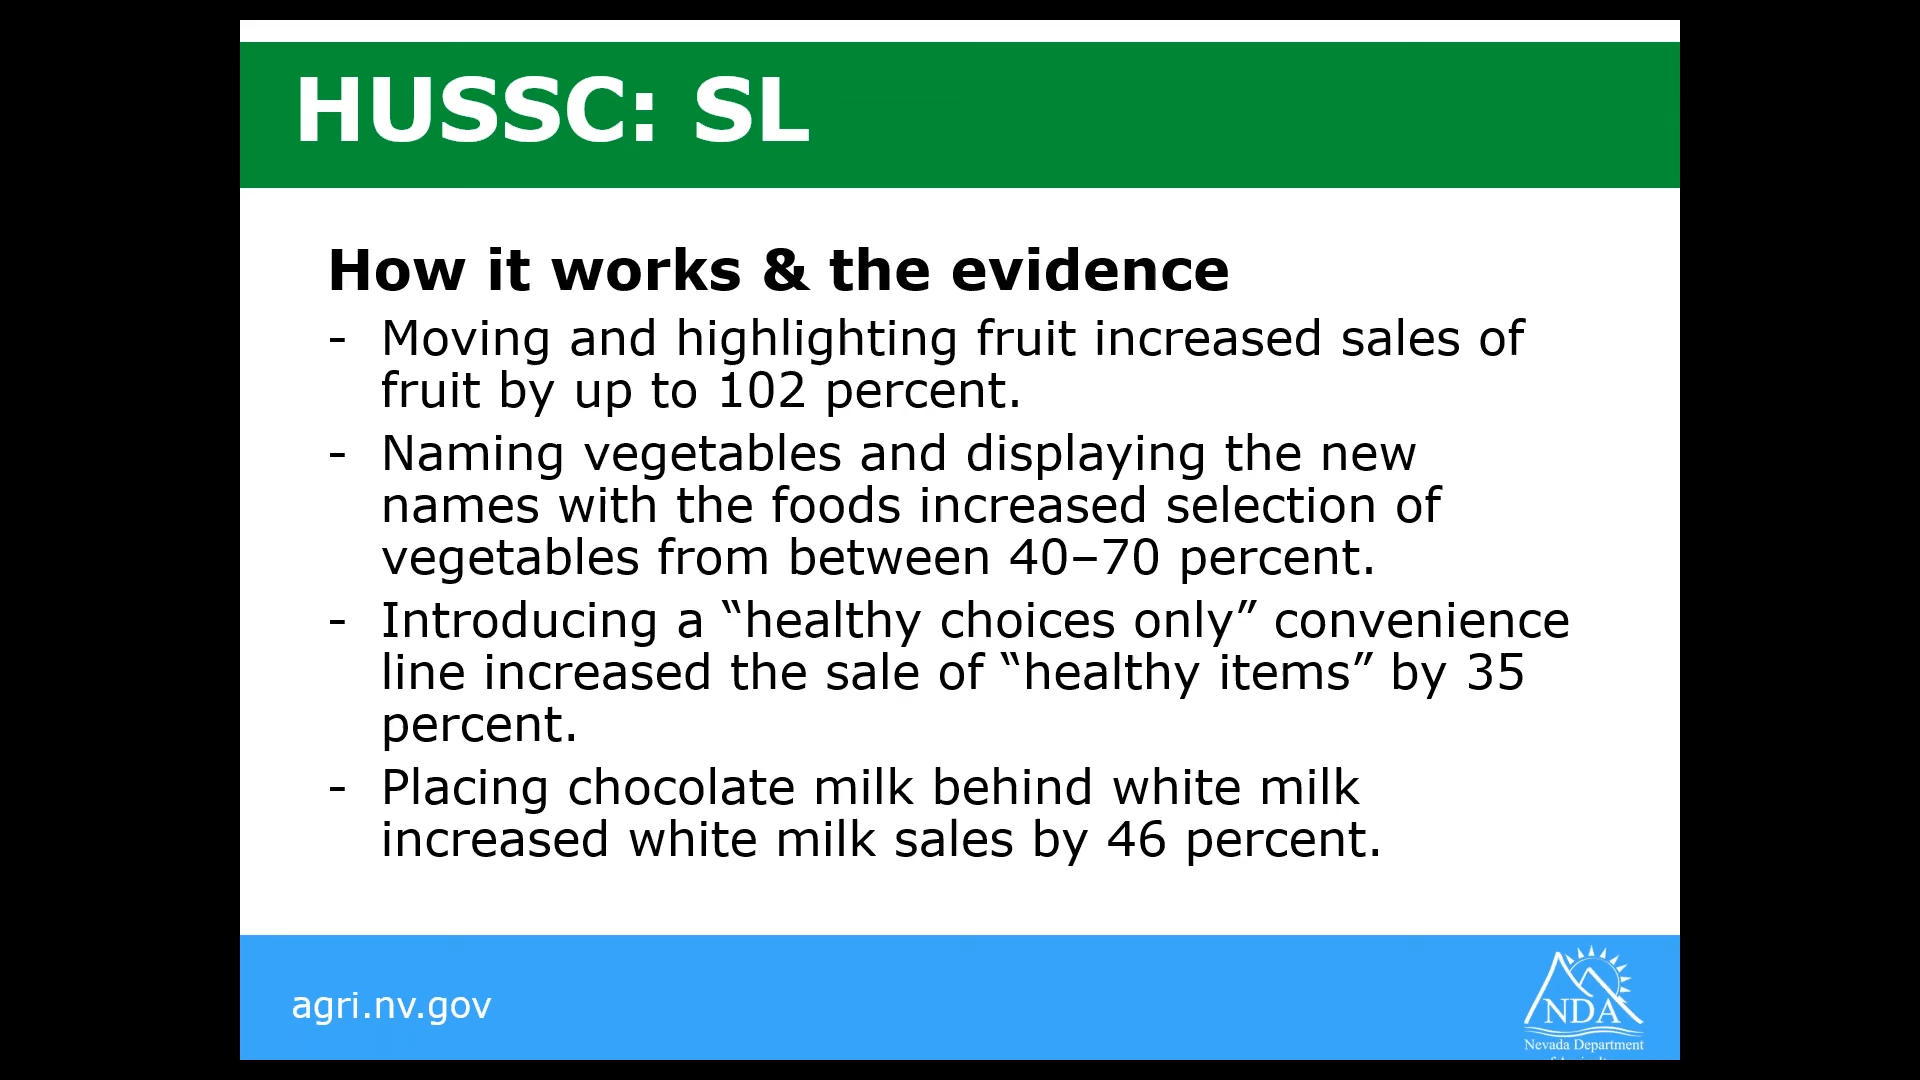 HUSSC: SL
How it works & the evidence
- Moving and highlighting fruit increased sales of
fruit by up to 102 percent.
- Naming vegetables and displaying the new
names with the foods increased selection of
vegetables from between 40–70 percent.
- Introducing a “healthy choices only” convenience
line increased the sale of “healthy items” by 35
percent.
- Placing chocolate milk behind white milk
increased white milk sales by 46 percent.
agri.nv.gov
NDA
Nevada Department